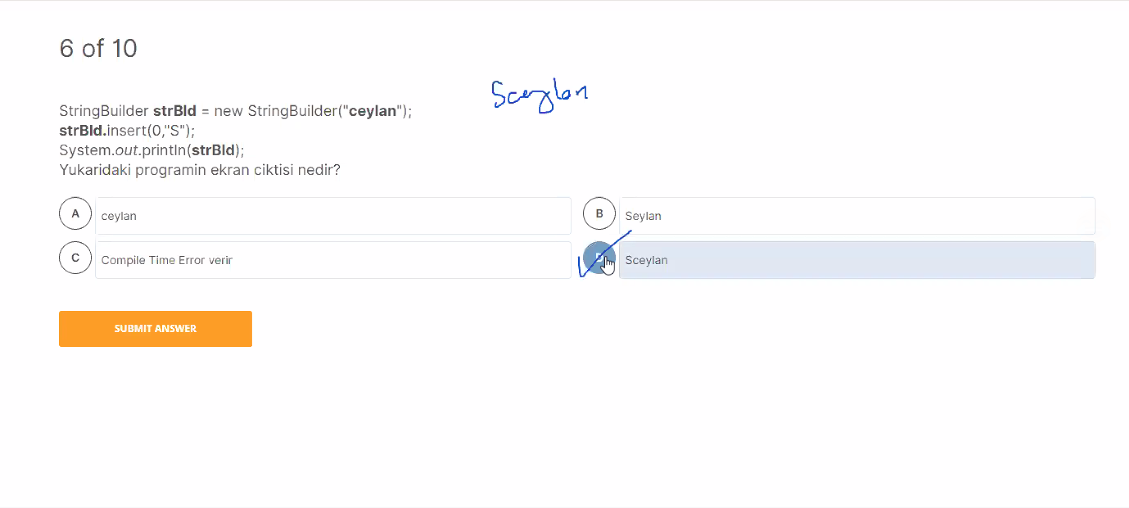 6 of 10
Sceylan
StringBuilder strBld = new StringBuilder("ceylan");
strBld.insert(0,"S");
System.out.println(strBld);
Yukaridaki programin ekran ciktisi nedir?
A ceylan
B Seylan
C Compile Time Error verir
D Sceylan
SUBMIT ANSWER